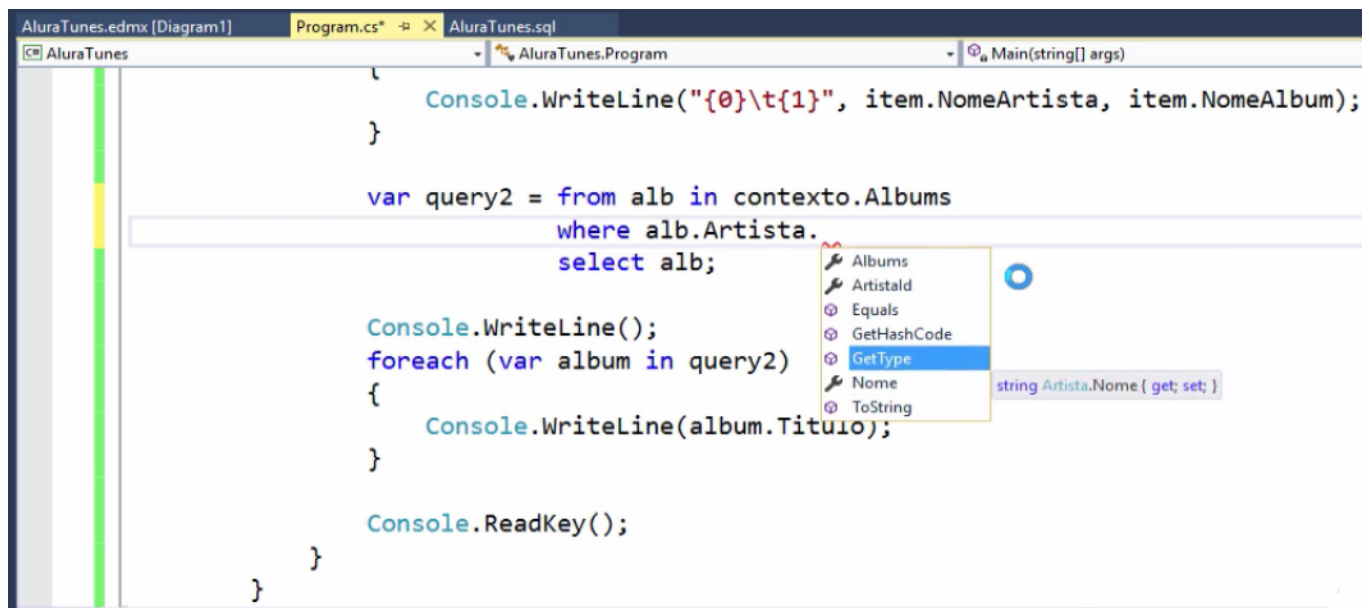 AluraTunes.edmx [Diagram1] Program.cs* AluraTunes.sql
C# AluraTunes AluraTunes.Program Main(string[] args)
{
Console.WriteLine("{0}\t{1}", item.NomeArtista, item.NomeAlbum);
}
var query2 = from alb in contexto.Albums
where alb.Artista.
select alb;
Albums
ArtistaId
Equals
GetHashCode
GetType
Nome
ToString
string Artista.Nome { get; set; }
Console.WriteLine();
foreach (var album in query2)
{
Console.WriteLine(album.Titulo);
}
Console.ReadKey();
}
}